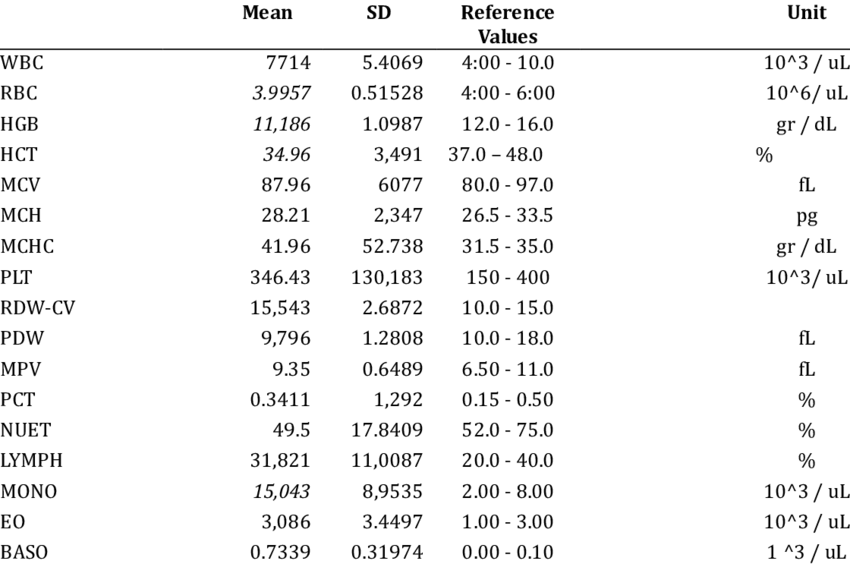 Mean SD Reference Values Unit
WBC 7714 5.4069 4:00 - 10.0 10^3 / uL
RBC 3.9957 0.51528 4:00 - 6:00 10^6/ uL
HGB 11,186 1.0987 12.0 - 16.0 gr / dL
HCT 34.96 3,491 37.0 – 48.0 %
MCV 87.96 6077 80.0 - 97.0 fL
MCH 28.21 2,347 26.5 - 33.5 pg
MCHC 41.96 52.738 31.5 - 35.0 gr / dL
PLT 346.43 130,183 150 - 400 10^3/ uL
RDW-CV 15,543 2.6872 10.0 - 15.0
PDW 9,796 1.2808 10.0 - 18.0 fL
MPV 9.35 0.6489 6.50 - 11.0 fL
PCT 0.3411 1,292 0.15 - 0.50 %
NUET 49.5 17.8409 52.0 - 75.0 %
LYMPH 31,821 11,0087 20.0 - 40.0 %
MONO 15,043 8,9535 2.00 - 8.00 10^3 / uL
EO 3,086 3.4497 1.00 - 3.00 10^3 / uL
BASO 0.7339 0.31974 0.00 - 0.10 1 ^3 / uL